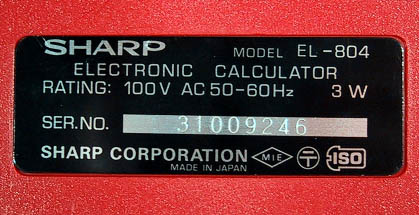 SHARP MODEL EL-804
ELECTRONIC CALCULATOR
RATING: 100V AC 50-60Hz 3 W
SER.NO. 31009246
SHARP CORPORATION MIE T ISO
MADE IN JAPAN